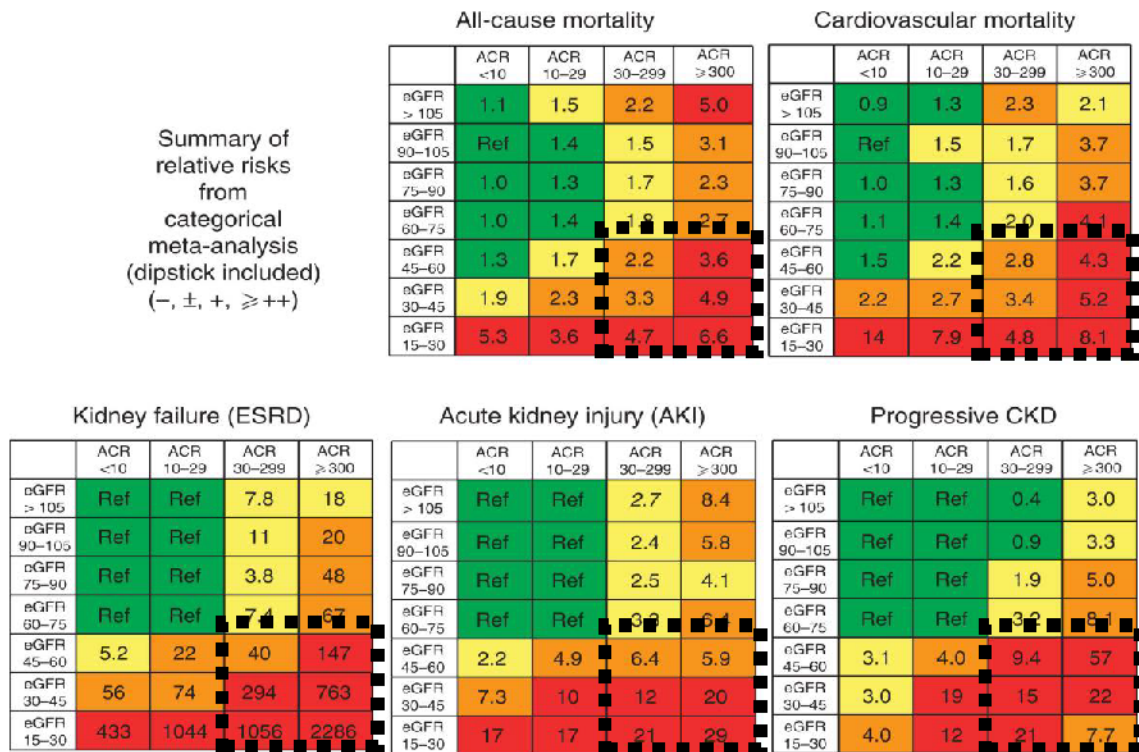 All-cause mortality
ACR <10 ACR 10–29 ACR 30–299 ACR ⩾300
eGFR > 105 1.1 1.5 2.2 5.0
eGFR 90–105 Ref 1.4 1.5 3.1
eGFR 75–90 1.0 1.3 1.7 2.3
eGFR 60–75 1.0 1.4 1.8 2.7
eGFR 45–60 1.3 1.7 2.2 3.6
eGFR 30–45 1.9 2.3 3.3 4.9
eGFR 15–30 5.3 3.6 4.7 6.6
Cardiovascular mortality
ACR <10 ACR 10–29 ACR 30–299 ACR ⩾300
eGFR > 105 0.9 1.3 2.3 2.1
eGFR 90–105 Ref 1.5 1.7 3.7
eGFR 75–90 1.0 1.3 1.6 3.7
eGFR 60–75 1.1 1.4 2.0 4.1
eGFR 45–60 1.5 2.2 2.8 4.3
eGFR 30–45 2.2 2.7 3.4 5.2
eGFR 15–30 14 7.9 4.8 8.1
Summary of
relative risks
from
categorical
meta-analysis
(dipstick included)
(−, ±, +, ⩾ ++)
Kidney failure (ESRD)
ACR <10 ACR 10–29 ACR 30–299 ACR ⩾300
eGFR > 105 Ref Ref 7.8 18
eGFR 90–105 Ref Ref 11 20
eGFR 75–90 Ref Ref 3.8 48
eGFR 60–75 Ref Ref 7.4 67
eGFR 45–60 5.2 22 40 147
eGFR 30–45 56 74 294 763
eGFR 15–30 433 1044 1056 2286
Acute kidney injury (AKI)
ACR <10 ACR 10–29 ACR 30–299 ACR ⩾300
eGFR > 105 Ref Ref 2.7 8.4
eGFR 90–105 Ref Ref 2.4 5.8
eGFR 75–90 Ref Ref 2.5 4.1
eGFR 60–75 Ref Ref 6.4
eGFR 45–60 2.2 4.9 6.4 5.9
eGFR 30–45 7.3 10 12 20
eGFR 15–30 17 17 21 29
Progressive CKD
ACR <10 ACR 10–29 ACR 30–299 ACR ⩾300
eGFR > 105 Ref Ref 0.4 3.0
eGFR 90–105 Ref Ref 0.9 3.3
eGFR 75–90 Ref Ref 1.9 5.0
eGFR 60–75 Ref Ref 3.2 8.1
eGFR 45–60 3.1 4.0 9.4 57
eGFR 30–45 3.0 19 15 22
eGFR 15–30 4.0 12 21 7.7